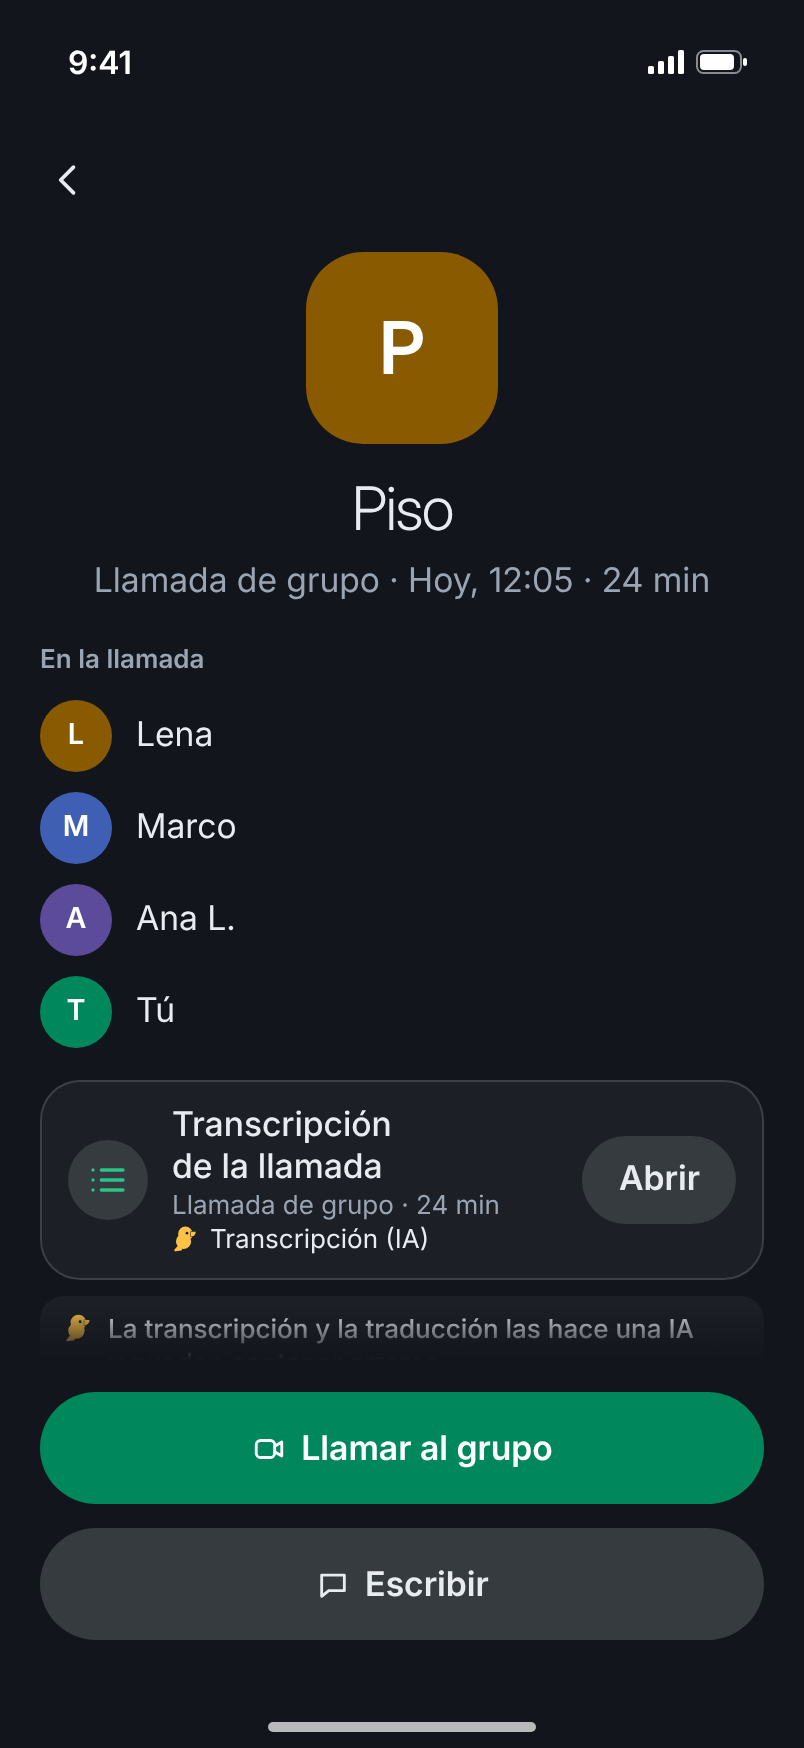 9:41
P
Piso
Llamada de grupo · Hoy, 12:05 · 24 min
En la llamada
L Lena
M Marco
A Ana L.
T Tú
Transcripción
de la llamada
Llamada de grupo · 24 min
Transcripción (IA)
Abrir
La transcripción y la traducción las hace una IA
Llamar al grupo
Escribir